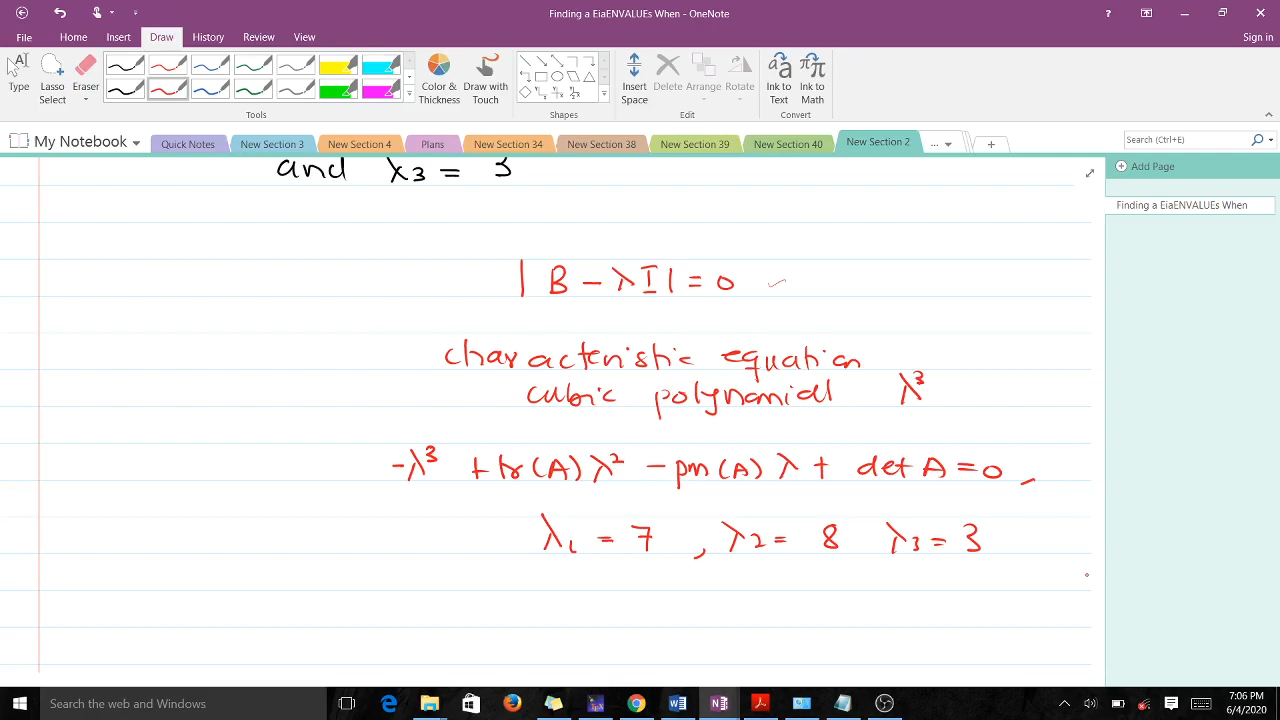 Finding a EiaENVALUEs When - OneNote
Sign in
File Home Insert Draw History Review View
Type Lasso Select Eraser Color & Thickness Draw with Touch Insert Space Delete Arrange Rotate Ink to Text Ink to Math
Tools Shapes Edit Convert
My Notebook Quick Notes New Section 3 New Section 4 Plans New Section 34 New Section 38 New Section 39 New Section 40 New Section 2 ... Search (Ctrl+E)
Add Page
Finding a EiaENVALUEs When
and λ₃ = 3
| B - λI | = 0
characteristic equation
cubic polynomial λ³
-λ³ + tr(A) λ² - pm(A) λ + det A = 0
λ₁ = 7 , λ₂ = 8 λ₃ = 3
Search the web and Windows
7:06 PM
6/4/2020